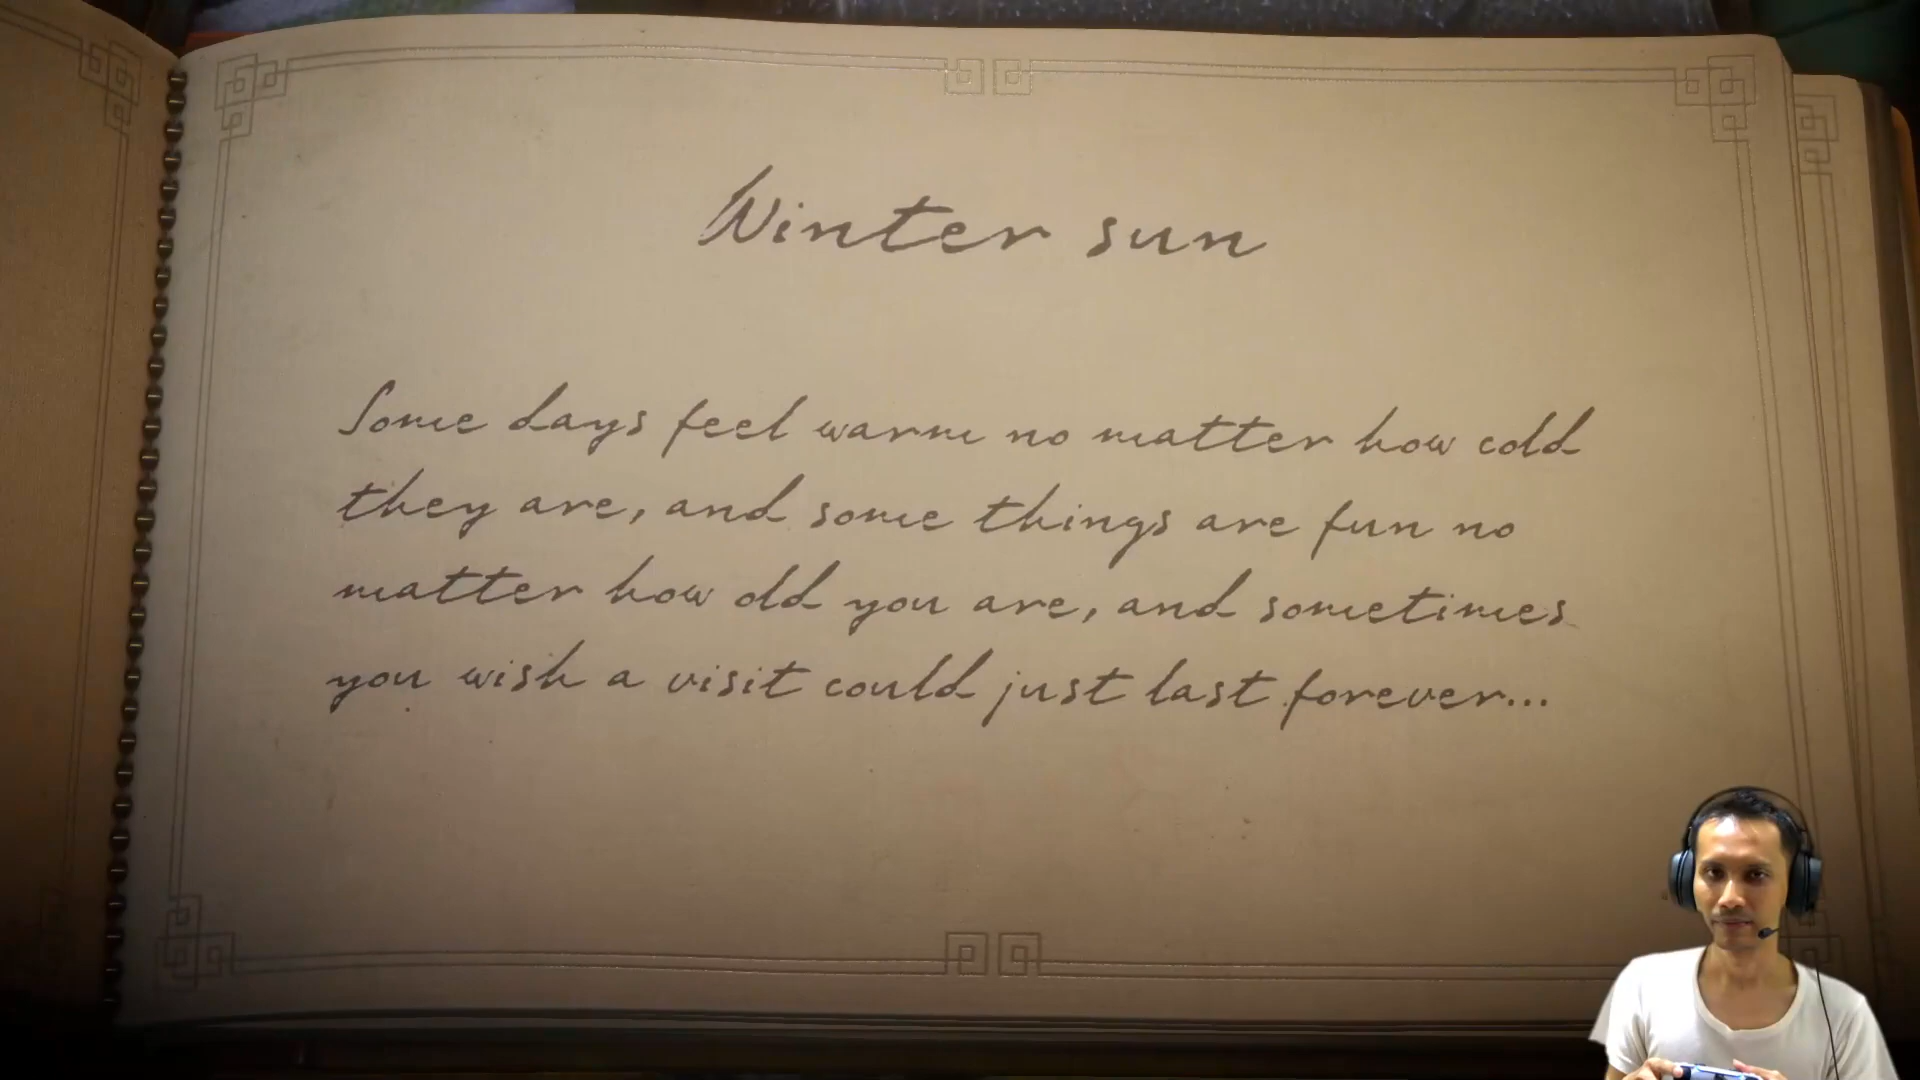 Winter sun
Some days feel warm no matter how cold
they are, and some things are fun no
matter how old you are, and sometimes
you wish a visit could just last forever...